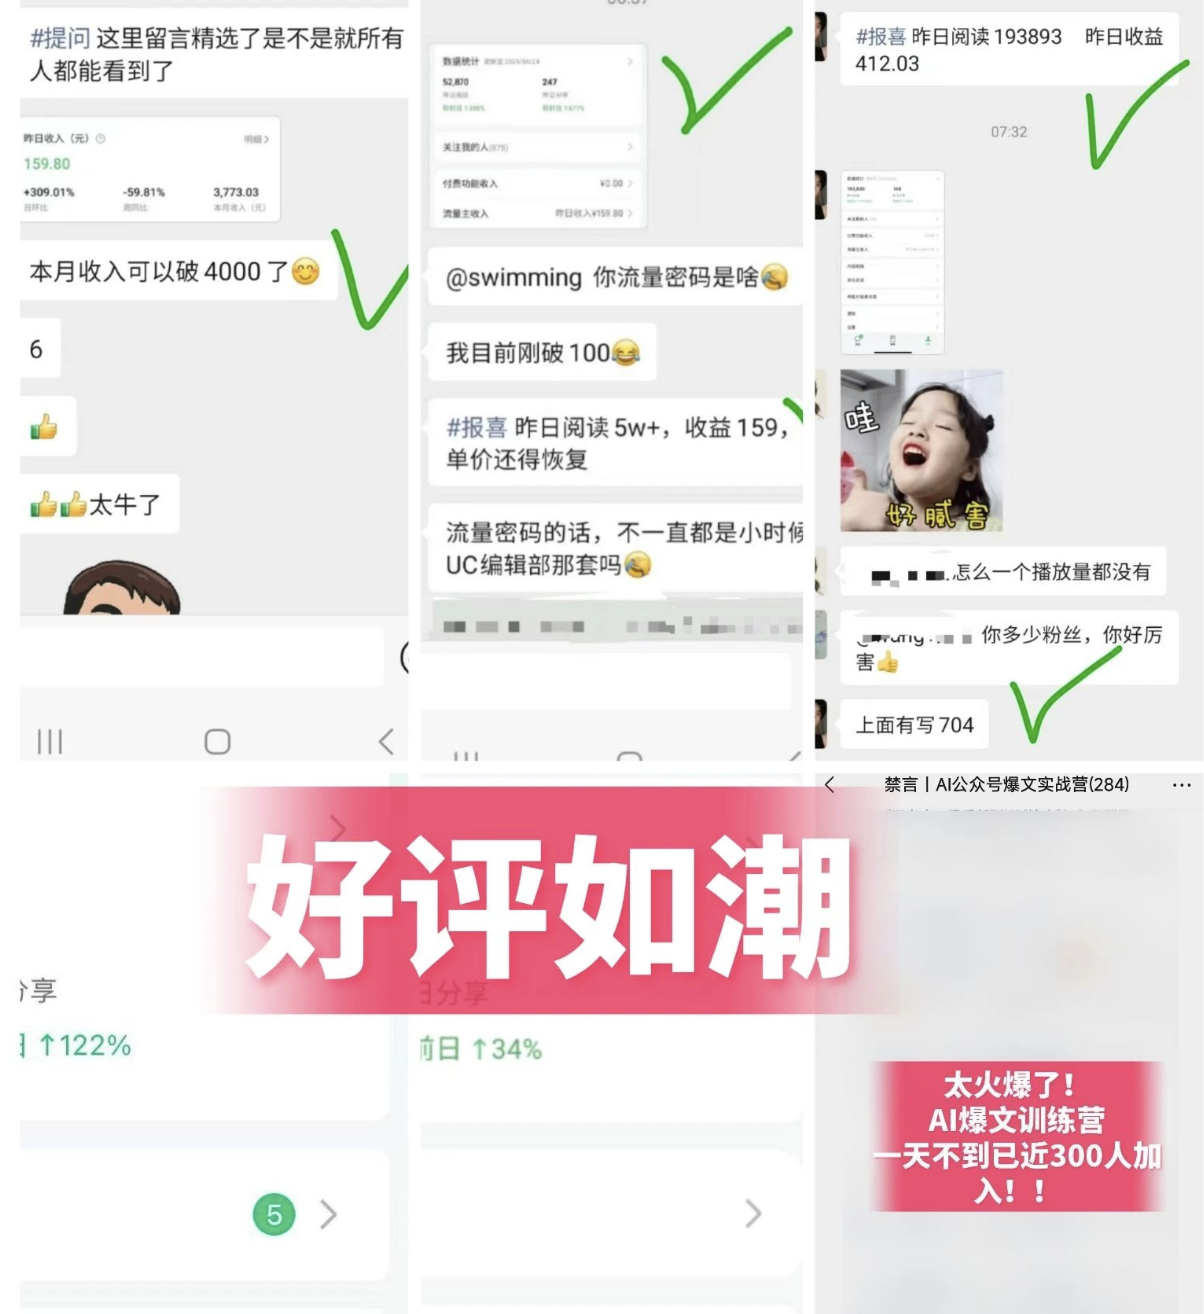 #提问 这里留言精选了是不是就所有
人都能看到了
昨日收入（元）
明细
159.80
+309.01%
-59.81%
3,773.03
日环比
周同比
本月收入（元）
本月收入可以破 4000 了
6
太牛了
数据统计
52,870
247
关注我的人(675)
付费功能收入
¥0.00
流量主收入
昨日收入¥159.80
@swimming 你流量密码是啥
我目前刚破 100
#报喜 昨日阅读 5w+，收益 159，
单价还得恢复
流量密码的话，不一直都是小时候
UC编辑部那套吗
#报喜 昨日阅读 193893 昨日收益
412.03
07:32
哇
好腻害
怎么一个播放量都没有
你多少粉丝，你好厉
害
上面有写 704
好评如潮
分享
日 ↑122%
5
日分享
前日 ↑34%
禁言丨AI公众号爆文实战营(284)
太火爆了！
AI爆文训练营
一天不到已近300人加
入！！